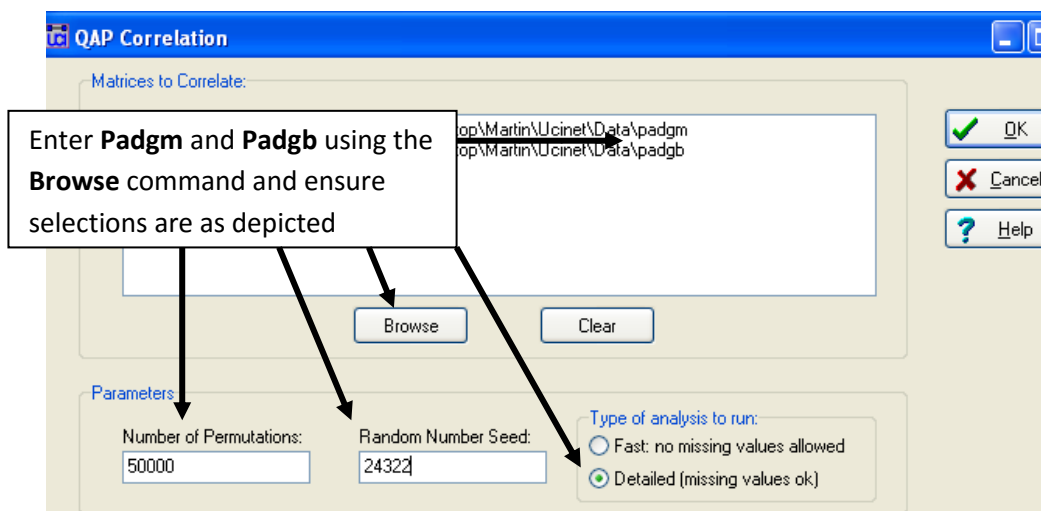 QAP Correlation
Matrices to Correlate:
Enter Padgm and Padgb using the
Browse command and ensure
selections are as depicted
top\Martin\Ucinet\Data\padgm
top\Martin\Ucinet\Data\padgb
OK
Cancel
Help
Browse
Clear
Parameters
Number of Permutations:
50000
Random Number Seed:
24322
Type of analysis to run:
Fast: no missing values allowed
Detailed (missing values ok)